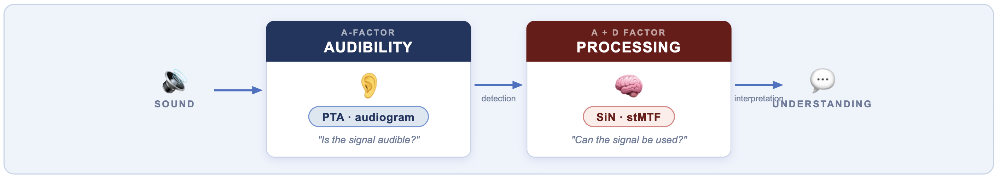 SOUND
A-FACTOR
AUDIBILITY
PTA · audiogram
"Is the signal audible?"
detection
A + D FACTOR
PROCESSING
SiN · stMTF
"Can the signal be used?"
interpretation
UNDERSTANDING